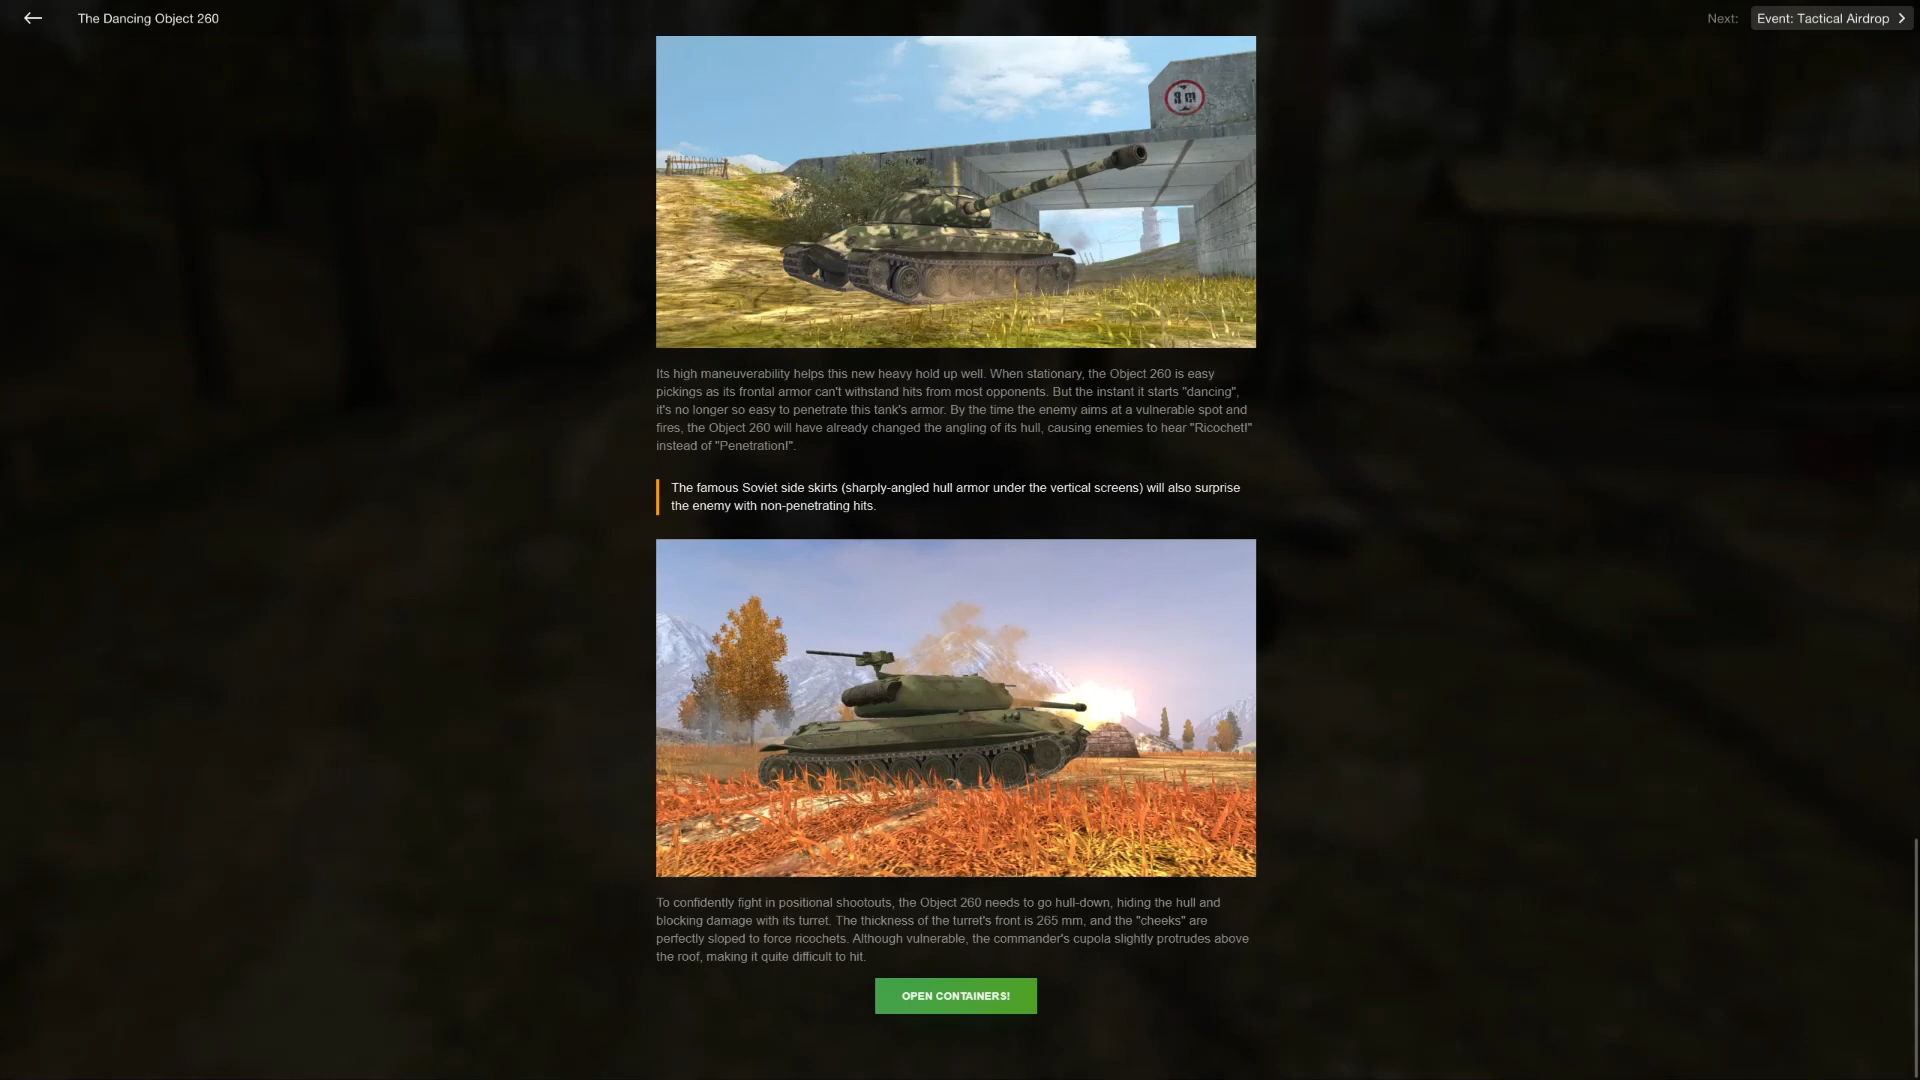 The Dancing Object 260
Next: Event: Tactical Airdrop
3 m
Its high maneuverability helps this new heavy hold up well. When stationary, the Object 260 is easy
pickings as its frontal armor can't withstand hits from most opponents. But the instant it starts "dancing",
it's no longer so easy to penetrate this tank's armor. By the time the enemy aims at a vulnerable spot and
fires, the Object 260 will have already changed the angling of its hull, causing enemies to hear "Ricochet!"
instead of "Penetration!".
The famous Soviet side skirts (sharply-angled hull armor under the vertical screens) will also surprise
the enemy with non-penetrating hits.
To confidently fight in positional shootouts, the Object 260 needs to go hull-down, hiding the hull and
blocking damage with its turret. The thickness of the turret's front is 265 mm, and the "cheeks" are
perfectly sloped to force ricochets. Although vulnerable, the commander's cupola slightly protrudes above
the roof, making it quite difficult to hit.
OPEN CONTAINERS!